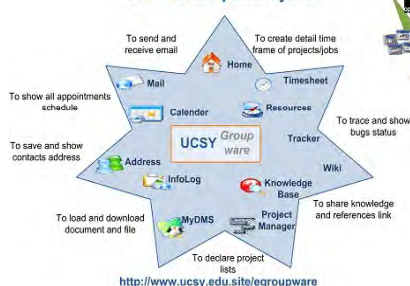 To send and
receive email
To create detail time
frame of projects/jobs
Home
Mail
Timesheet
To show all appointments
schedule
Calender
Resources
To trace and show
bugs status
UCSY Group
ware
Tracker
To save and show
contacts address
Address
Wiki
InfoLog
Knowledge
Base
To share knowledge
and references link
To load and download
document and file
MyDMS
Project
Manager
To declare project
lists
http://www.ucsy.edu.site/egroupware